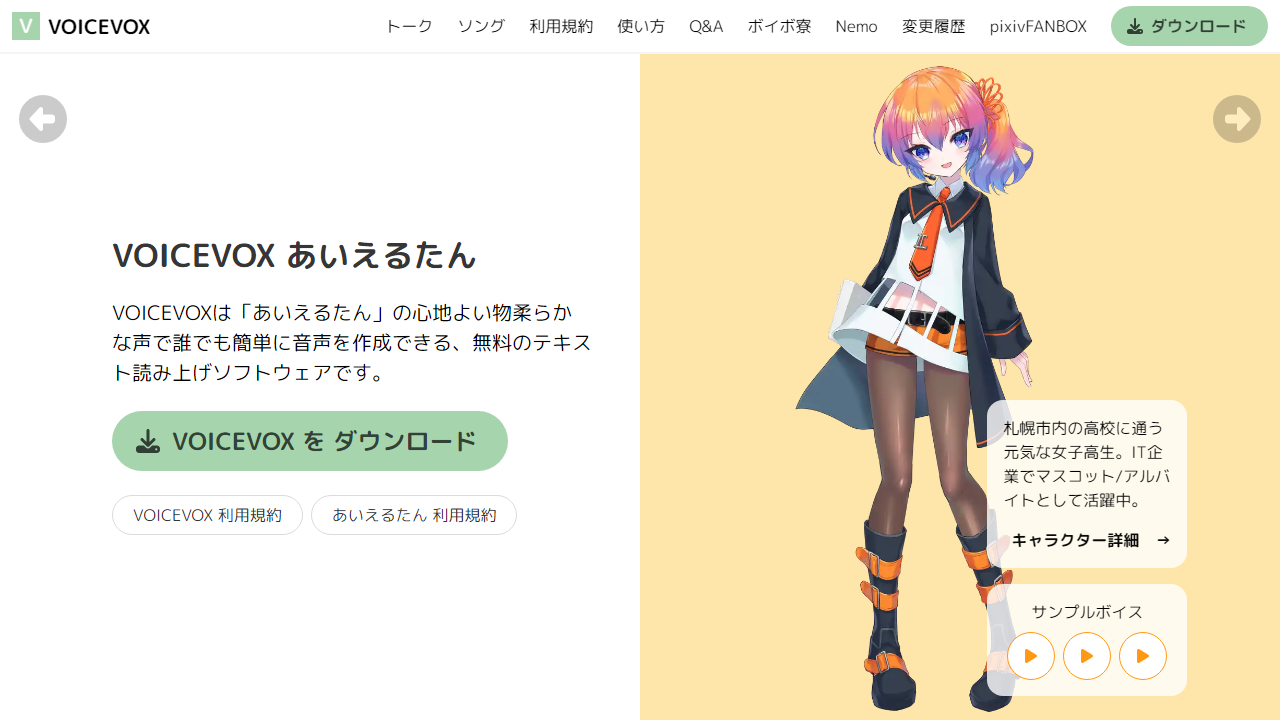 V VOICEVOX
トーク ソング 利用規約 使い方 Q&A ボイボ寮 Nemo 変更履歴 pixivFANBOX ダウンロード
VOICEVOX あいえるたん
VOICEVOXは「あいえるたん」の心地よい物柔らか
な声で誰でも簡単に音声を作成できる、無料のテキス
ト読み上げソフトウェアです。
VOICEVOX を ダウンロード
VOICEVOX 利用規約 あいえるたん 利用規約
札幌市内の高校に通う
元気な女子高生。IT企
業でマスコット/アルバ
イトとして活躍中。
キャラクター詳細 →
サンプルボイス